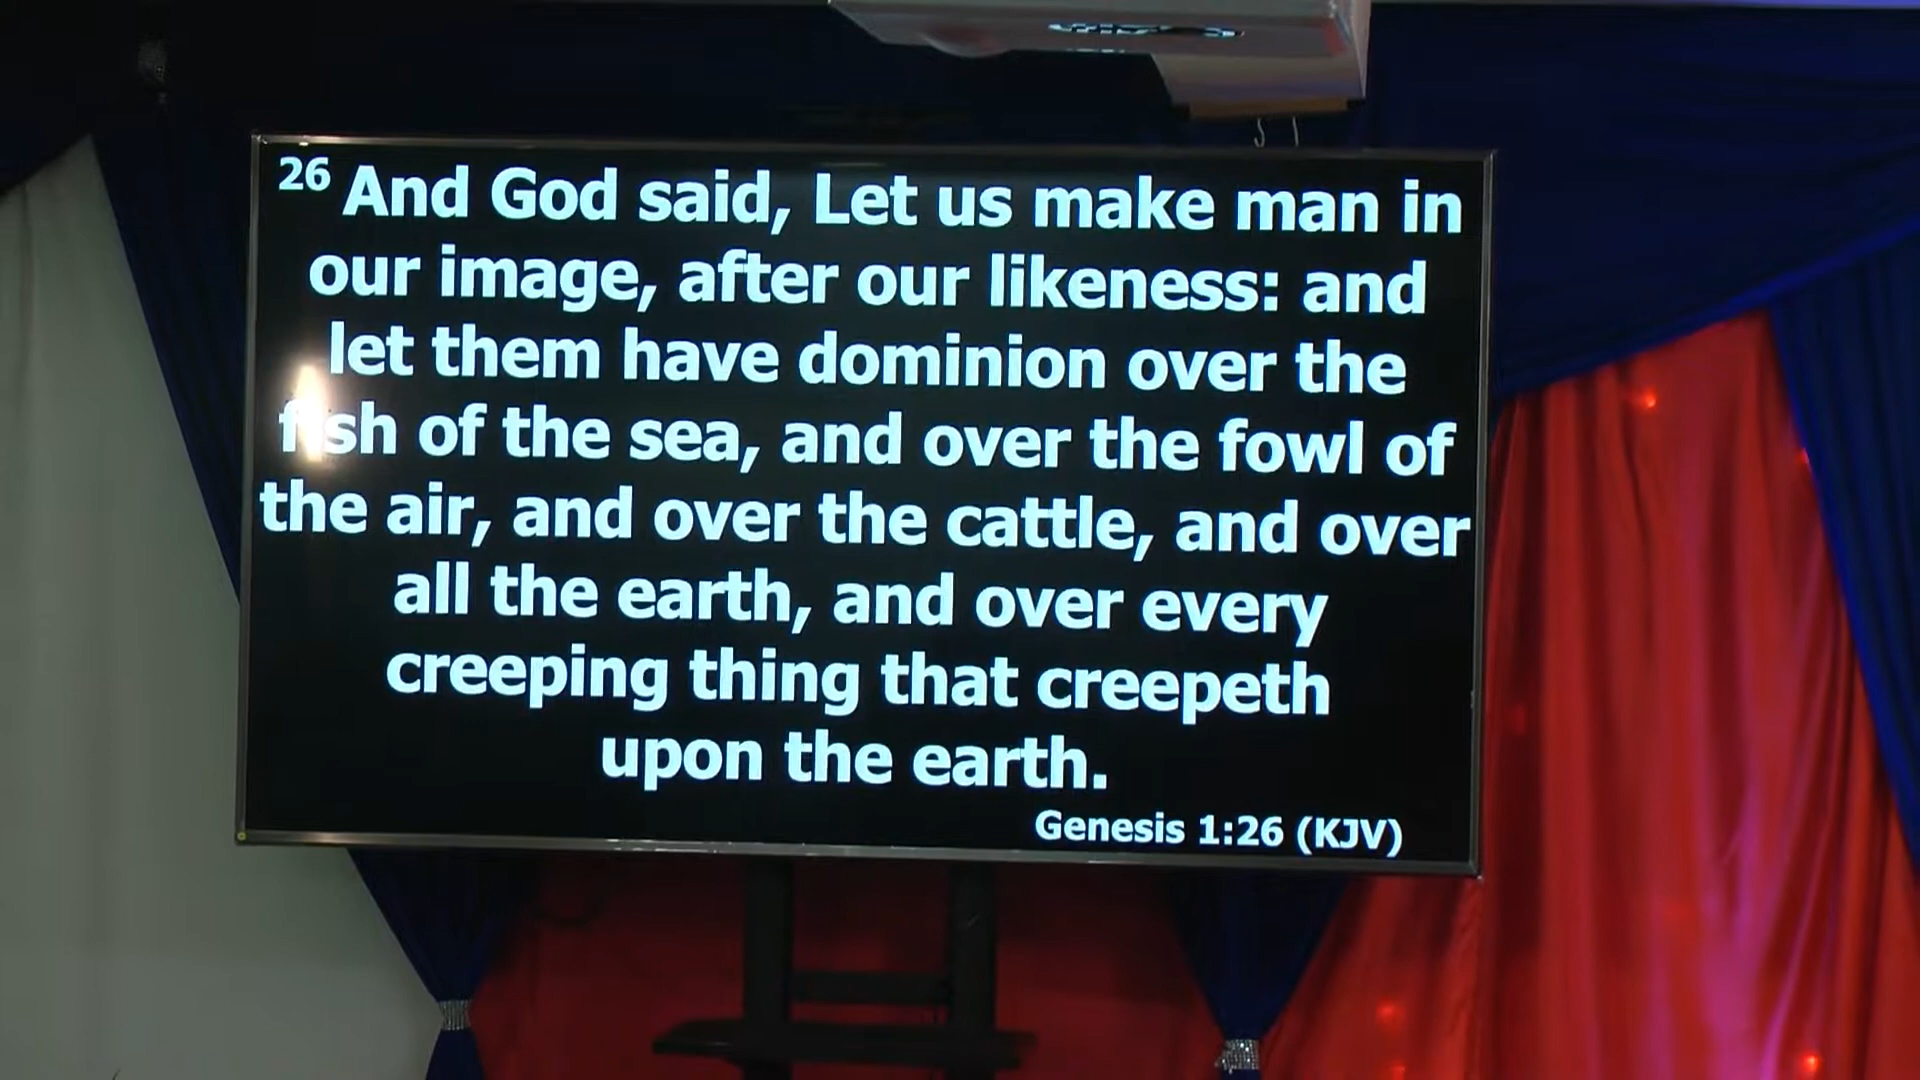 26 And God said, Let us make man in
our image, after our likeness: and
let them have dominion over the
fish of the sea, and over the fowl of
the air, and over the cattle, and over
all the earth, and over every
creeping thing that creepeth
upon the earth.
Genesis 1:26 (KJV)